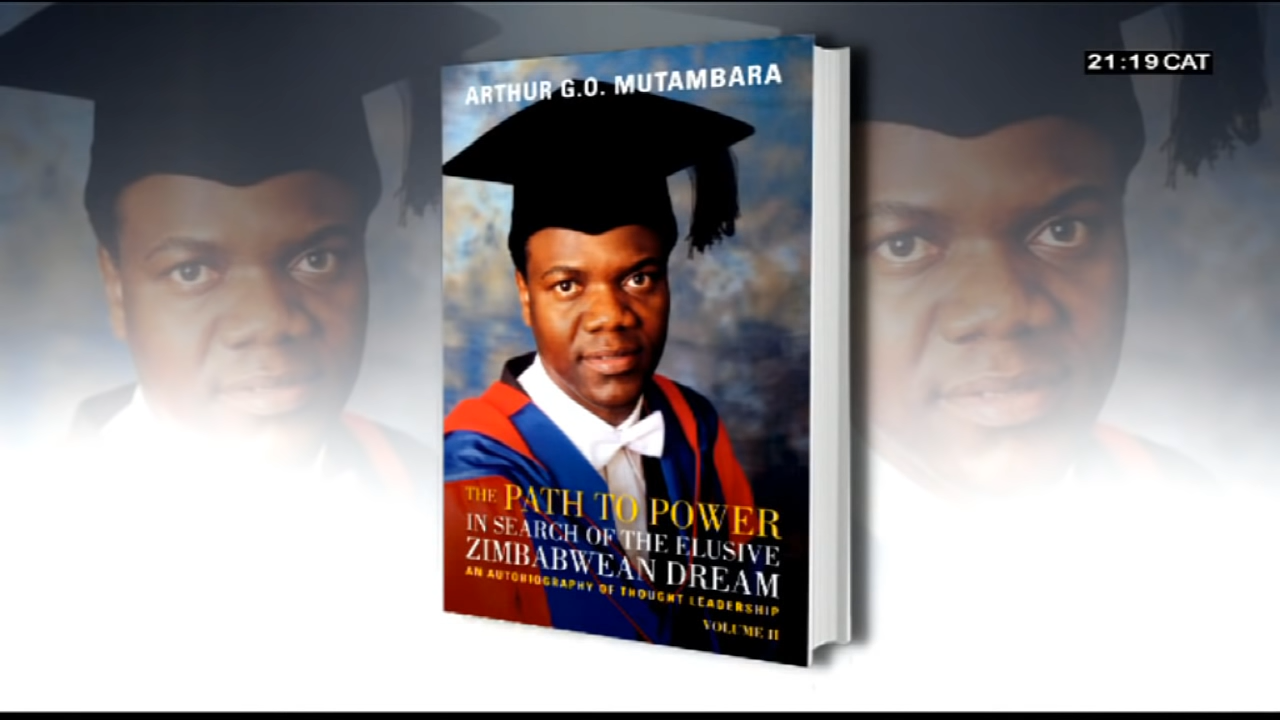 21:19 CAT
ARTHUR G.O. MUTAMBARA
THE PATH TO POWER
IN SEARCH OF THE ELUSIVE
ZIMBABWEAN DREAM
AN AUTOBIOGRAPHY OF THOUGHT LEADERSHIP
VOLUME II